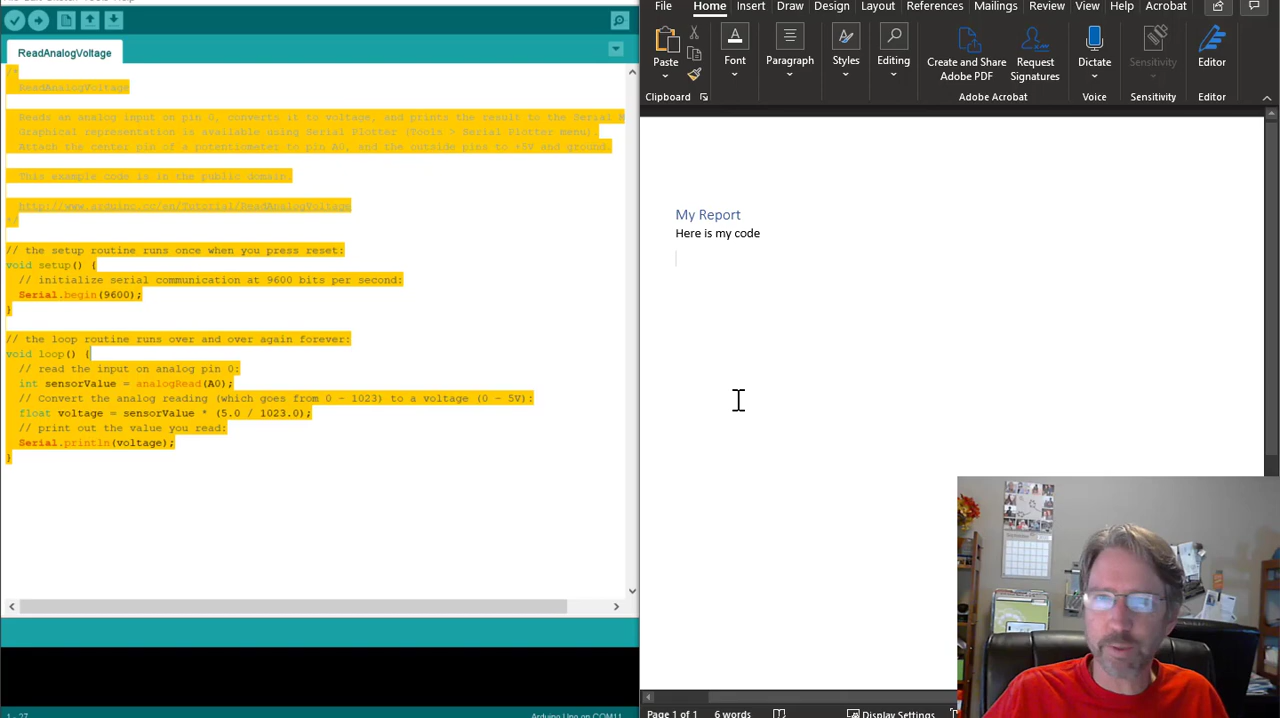 ReadAnalogVoltage
/*
ReadAnalogVoltage
Reads an analog input on pin 0, converts it to voltage, and prints the result to the Serial M
Graphical representation is available using Serial Plotter (Tools > Serial Plotter menu).
Attach the center pin of a potentiometer to pin A0, and the outside pins to +5V and ground.
This example code is in the public domain.
http://www.arduino.cc/en/Tutorial/ReadAnalogVoltage
*/
// the setup routine runs once when you press reset:
void setup() {
// initialize serial communication at 9600 bits per second:
Serial.begin(9600);
}
// the loop routine runs over and over again forever:
void loop() {
// read the input on analog pin 0:
int sensorValue = analogRead(A0);
// Convert the analog reading (which goes from 0 - 1023) to a voltage (0 - 5V):
float voltage = sensorValue * (5.0 / 1023.0);
// print out the value you read:
Serial.println(voltage);
}
1 - 27
Arduino Uno on COM11
File Home Insert Draw Design Layout References Mailings Review View Help Acrobat
Paste Font Paragraph Styles Editing Create and Share Adobe PDF Request Signatures Dictate Sensitivity Editor
Clipboard Adobe Acrobat Voice Sensitivity Editor
My Report
Here is my code
Page 1 of 1 6 words Display Settings